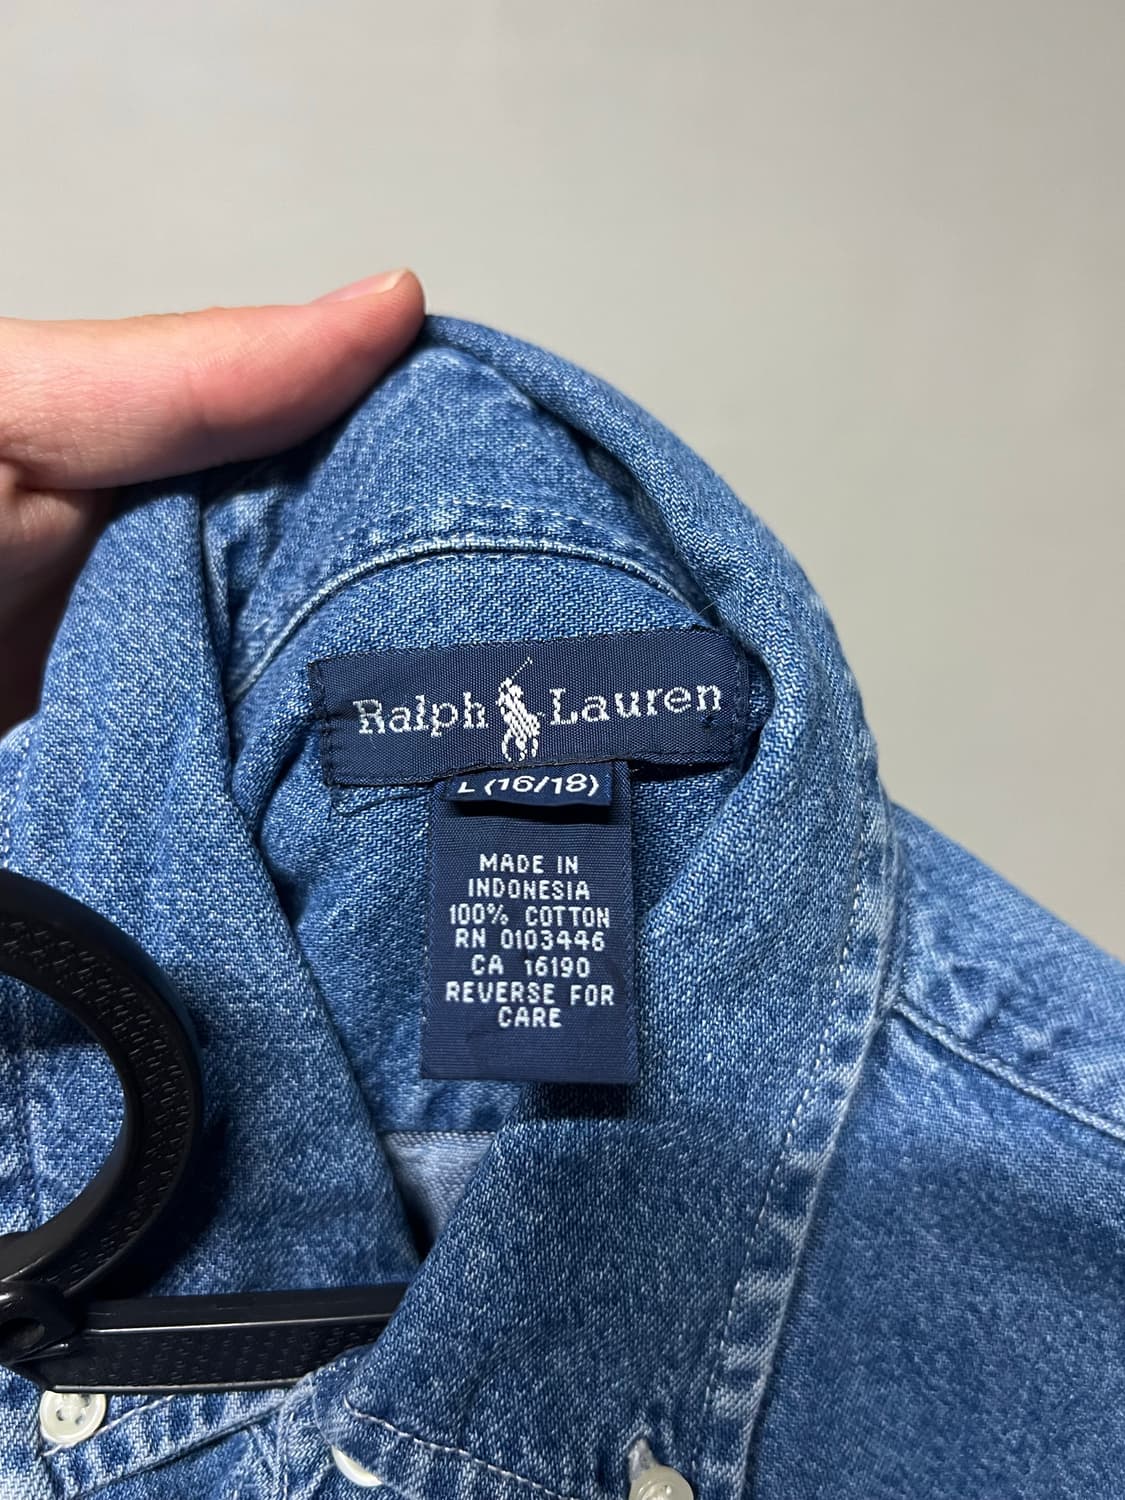 Ralph Lauren
L (16/18)
MADE IN
INDONESIA
100% COTTON
RN 0103446
CA 16190
REVERSE FOR
CARE